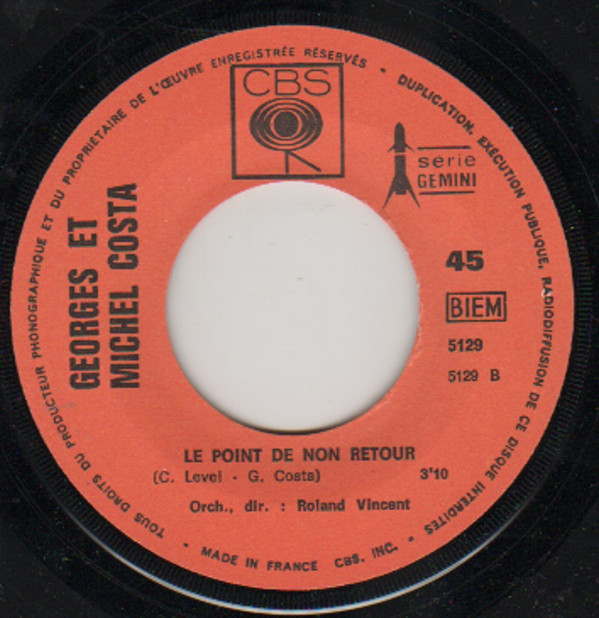 TOUS DROITS DU PRODUCTEUR PHONOGRAPHIQUE ET DU PROPRIÉTAIRE DE L'ŒUVRE ENREGISTRÉE RÉSERVÉS • DUPLICATION, EXÉCUTION PUBLIQUE, RADIODIFFUSION DE CE DISQUE INTERDITES
CBS
serie
GEMINI
GEORGES ET
MICHEL COSTA
45
BIEM
5129
5129 B
LE POINT DE NON RETOUR
(C. Level - G. Costa) 3'10
Orch., dir. : Roland Vincent
• MADE IN FRANCE CBS. INC. •